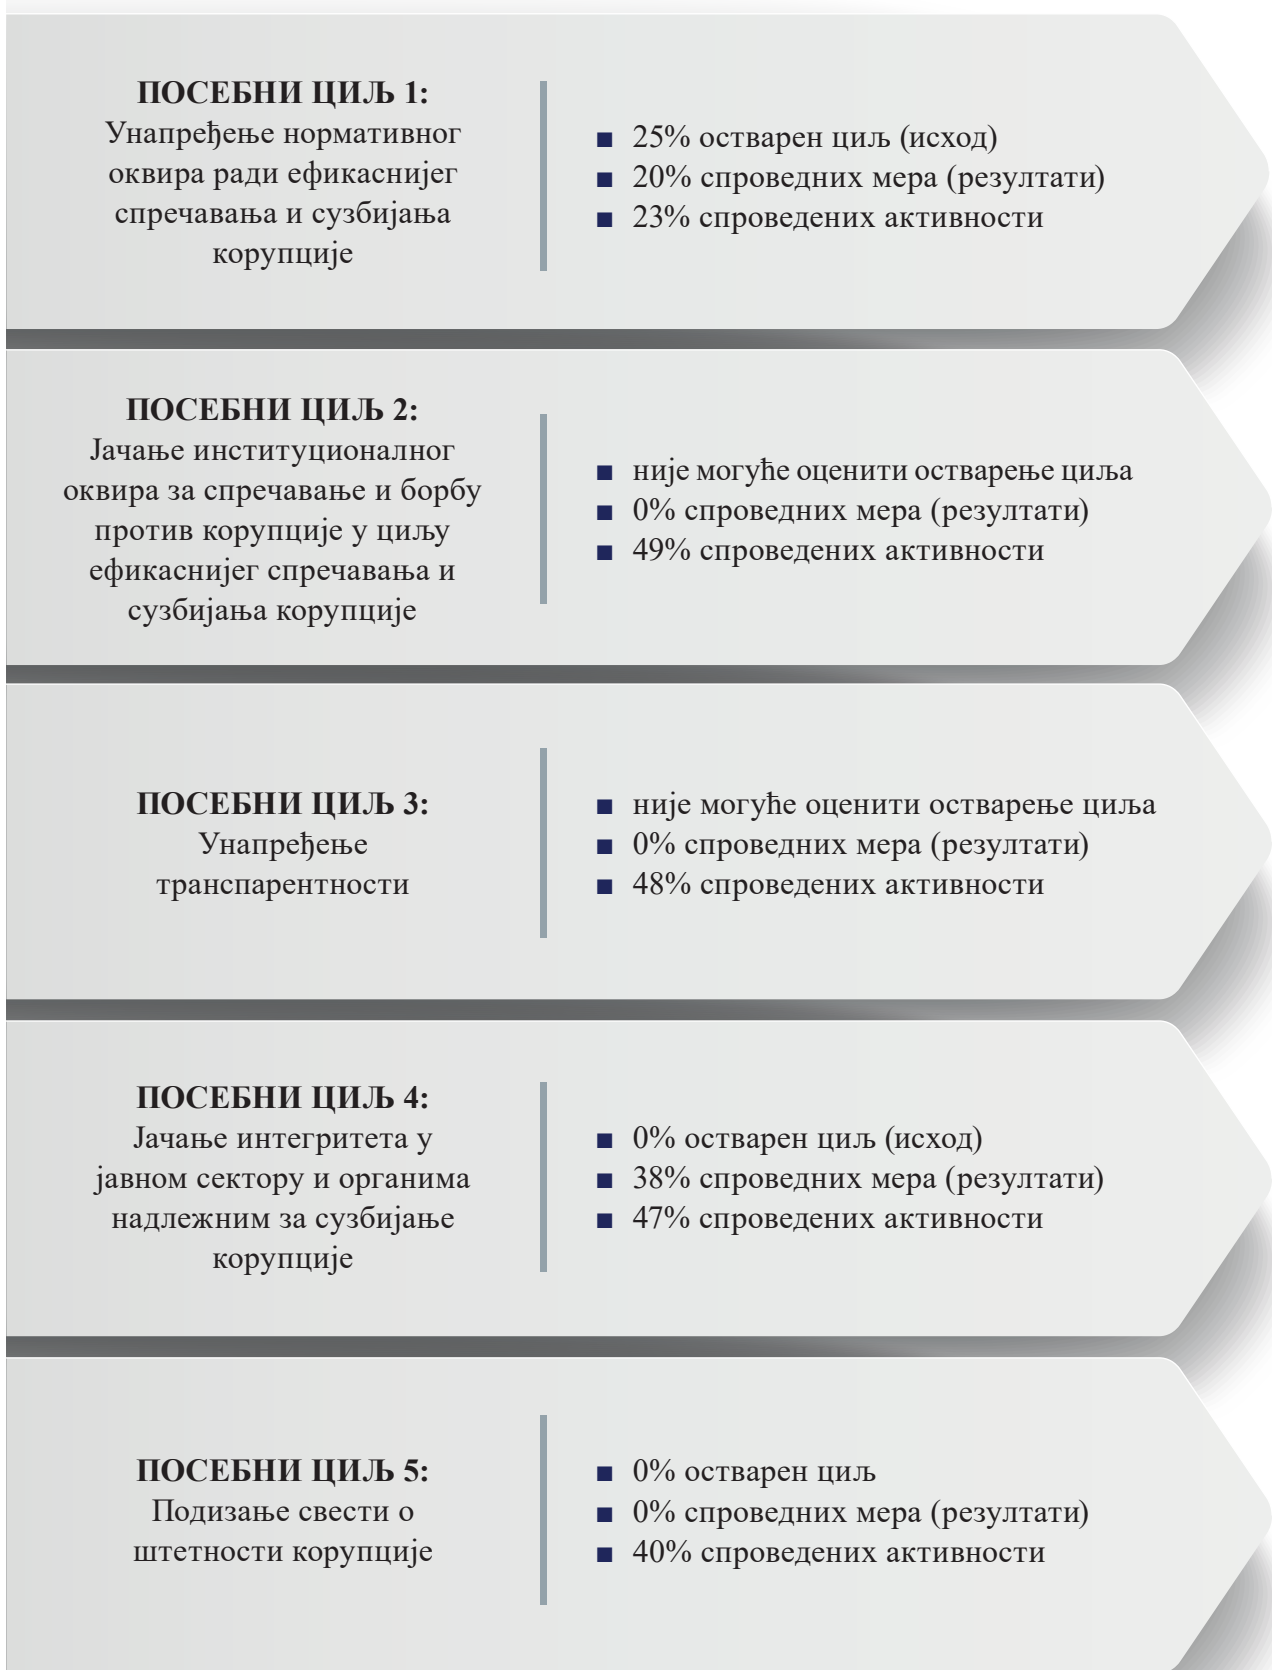 ПОСЕБНИ ЦИЉ 1:
Унапређење нормативног
оквира ради ефикаснијег
спречавања и сузбијања
корупције
■ 25% остварен циљ (исход)
■ 20% спроведних мера (резултати)
■ 23% спроведених активности
ПОСЕБНИ ЦИЉ 2:
Јачање институционалног
оквира за спречавање и борбу
против корупције у циљу
ефикаснијег спречавања и
сузбијања корупције
■ није могуће оценити остварење циља
■ 0% спроведних мера (резултати)
■ 49% спроведених активности
ПОСЕБНИ ЦИЉ 3:
Унапређење
транспарентности
■ није могуће оценити остварење циља
■ 0% спроведних мера (резултати)
■ 48% спроведених активности
ПОСЕБНИ ЦИЉ 4:
Јачање интегритета у
јавном сектору и органима
надлежним за сузбијање
корупције
■ 0% остварен циљ (исход)
■ 38% спроведних мера (резултати)
■ 47% спроведених активности
ПОСЕБНИ ЦИЉ 5:
Подизање свести о
штетности корупције
■ 0% остварен циљ
■ 0% спроведних мера (резултати)
■ 40% спроведених активности